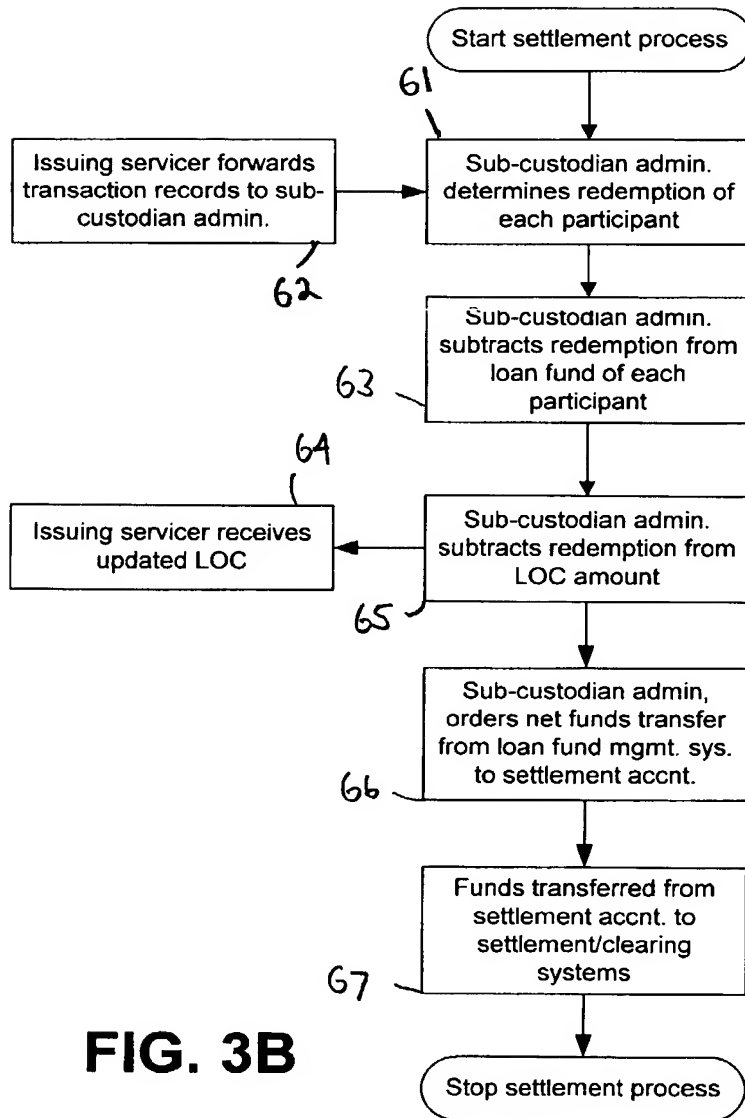 Start settlement process
61
Issuing servicer forwards
transaction records to sub-
custodian admin.
62
Sub-custodian admin.
determines redemption of
each participant
Sub-custodian admin.
subtracts redemption from
loan fund of each
participant
63
64
Issuing servicer receives
updated LOC
Sub-custodian admin.
subtracts redemption from
LOC amount
65
Sub-custodian admin,
orders net funds transfer
from loan fund mgmt. sys.
to settlement accnt.
66
Funds transferred from
settlement accnt. to
settlement/clearing
systems
67
FIG. 3B
Stop settlement process